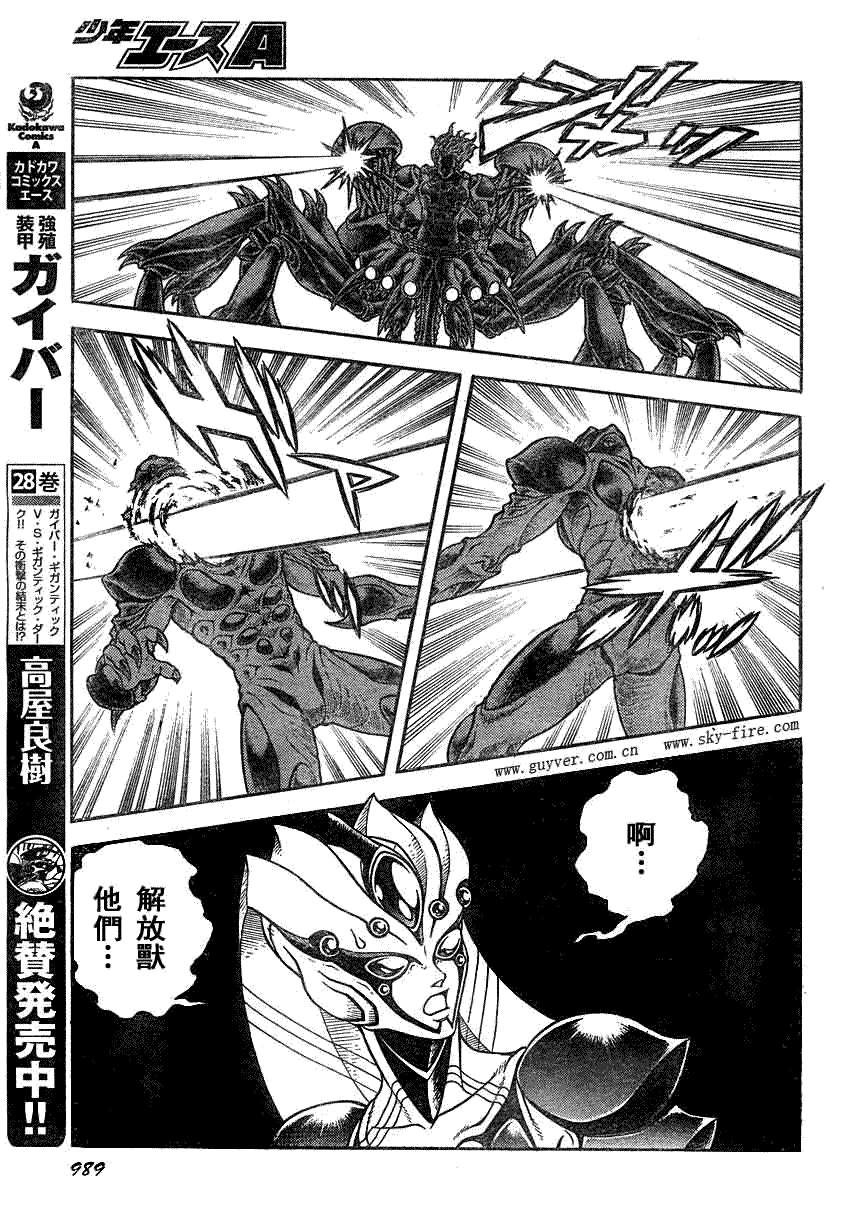 少年エースA
Kadokawa
Comics
A
カドカワ
コミックス
エース
強殖
装甲
ガイバー
28巻
ガイバー・ギガンティック
V・S・ギガンティック・ダー
ク!! その衝撃の結末とは!?
高屋良樹
絶賛発売中!!
www.guyver.com.cn www.sky-fire.com
啊…
解放獸
他們…
989